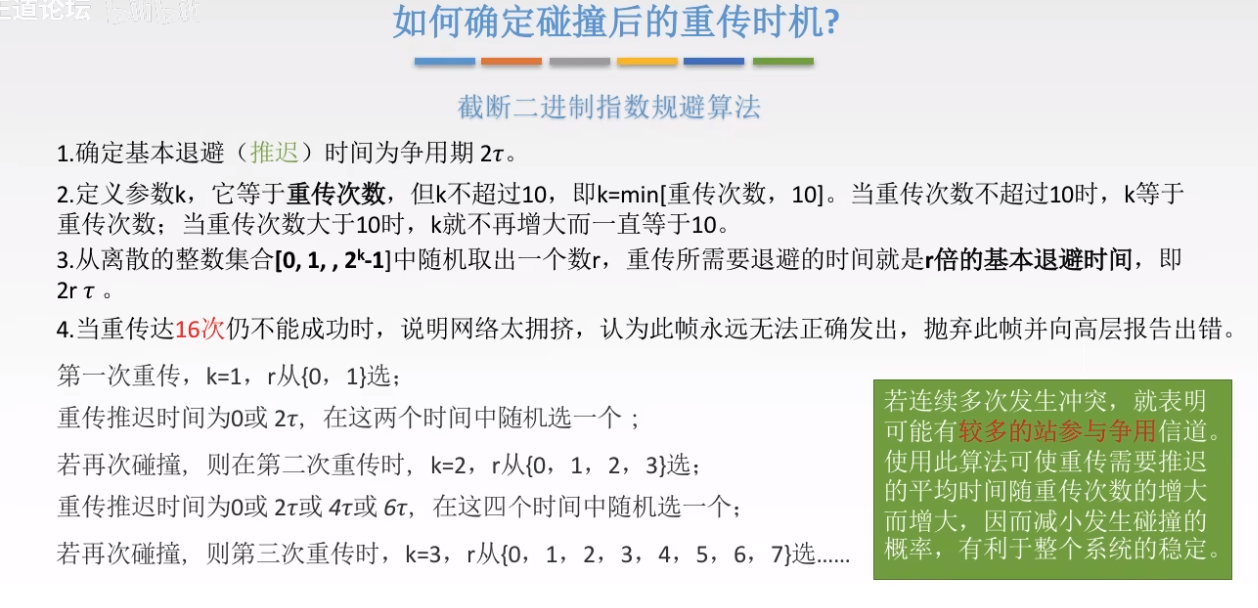 王道论坛
如何确定碰撞后的重传时机?
截断二进制指数规避算法
1.确定基本退避（推迟）时间为争用期 2τ。
2.定义参数k，它等于重传次数，但k不超过10，即k=min[重传次数，10]。当重传次数不超过10时，k等于
重传次数；当重传次数大于10时，k就不再增大而一直等于10。
3.从离散的整数集合[0, 1, , 2ᵏ-1]中随机取出一个数r，重传所需要退避的时间就是r倍的基本退避时间，即
2r τ 。
4.当重传达16次仍不能成功时，说明网络太拥挤，认为此帧永远无法正确发出，抛弃此帧并向高层报告出错。
第一次重传，k=1，r从{0，1}选；
重传推迟时间为0或 2τ，在这两个时间中随机选一个；
若再次碰撞，则在第二次重传时，k=2，r从{0，1，2，3}选；
重传推迟时间为0或 2τ或 4τ或 6τ，在这四个时间中随机选一个；
若再次碰撞，则第三次重传时，k=3，r从{0，1，2，3，4，5，6，7}选......
若连续多次发生冲突，就表明
可能有较多的站参与争用信道。
使用此算法可使重传需要推迟
的平均时间随重传次数的增大
而增大，因而减小发生碰撞的
概率，有利于整个系统的稳定。